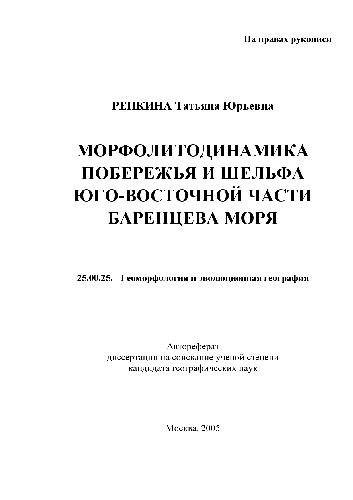 На правах рукописи
РЕПКИНА Татьяна Юрьевна
МОРФОЛИТОДИНАМИКА
ПОБЕРЕЖЬЯ И ШЕЛЬФА
ЮГО-ВОСТОЧНОЙ ЧАСТИ
БАРЕНЦЕВА МОРЯ
25.00.25. Геоморфология и эволюционная география
Автореферат
диссертации на соискание ученой степени
кандидата географических наук
Москва, 2005